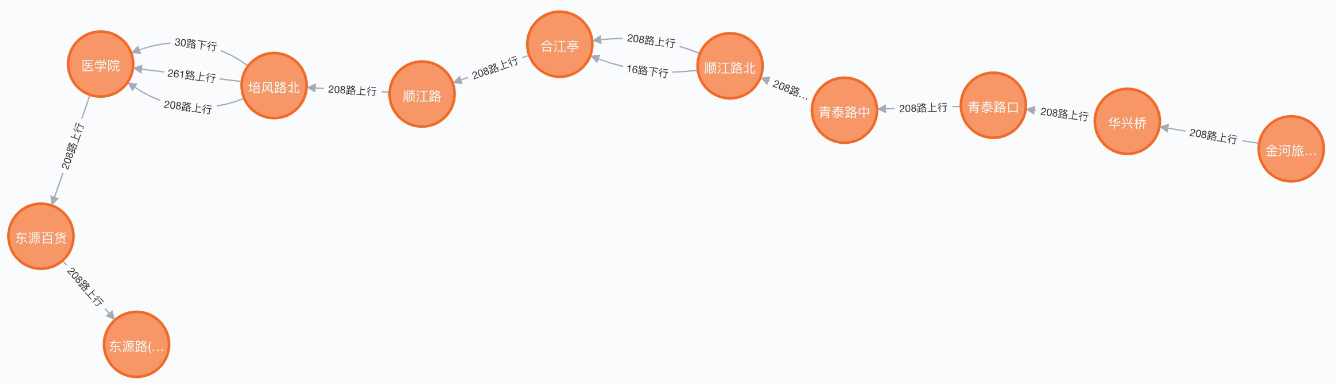 医学院
30路下行
261路上行
208路上行
培风路北
208路上行
顺江路
208路上行
合江亭
208路上行
16路下行
顺江路北
208路...
青泰路中
208路上行
青泰路口
208路上行
华兴桥
208路上行
金河旅...
208路上行
东源百货
208路上行
东源路(...